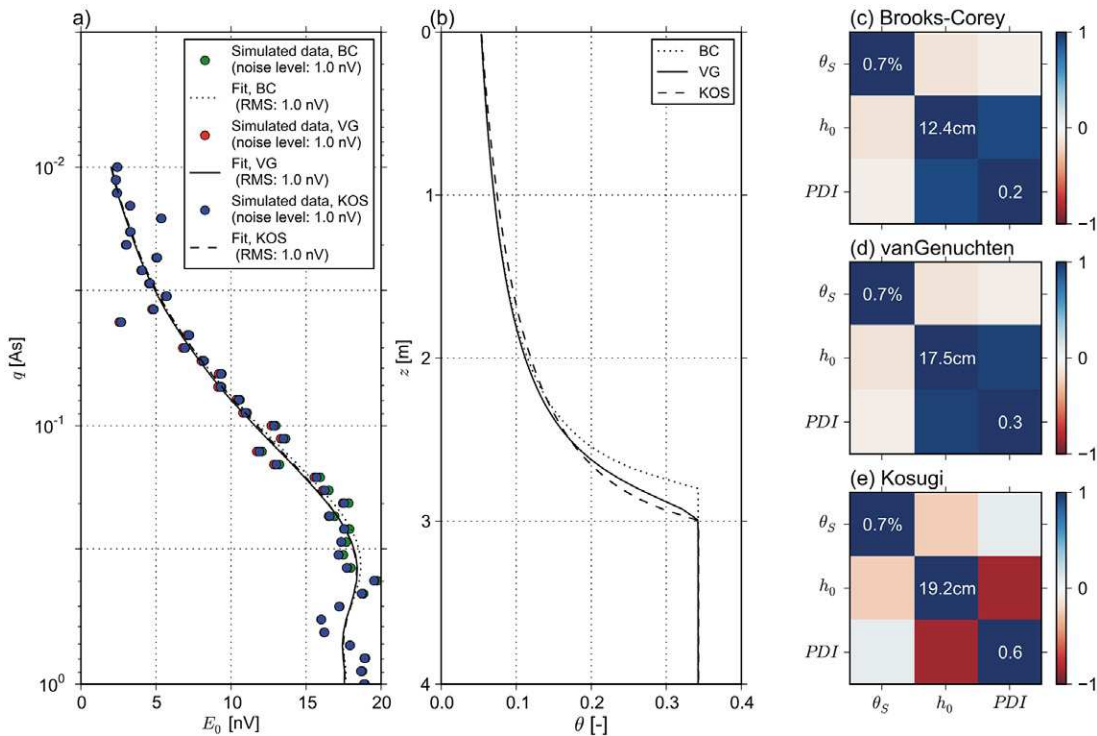 a)
Simulated data, BC
(noise level: 1.0 nV)
Fit, BC
(RMS: 1.0 nV)
Simulated data, VG
(noise level: 1.0 nV)
Fit, VG
(RMS: 1.0 nV)
Simulated data, KOS
(noise level: 1.0 nV)
Fit, KOS
(RMS: 1.0 nV)
10⁻²
10⁻¹
10⁰
q [As]
0 5 10 15 20
E₀ [nV]
(b)
BC
VG
KOS
0
1
2
3
4
z [m]
0.0 0.1 0.2 0.3 0.4
θ [-]
(c) Brooks-Corey
θ_S
h₀
PDI
0.7%
12.4cm
0.2
1
0
−1
(d) vanGenuchten
θ_S
h₀
PDI
0.7%
17.5cm
0.3
1
0
−1
(e) Kosugi
θ_S
h₀
PDI
0.7%
19.2cm
0.6
1
0
−1
θ_S h₀ PDI